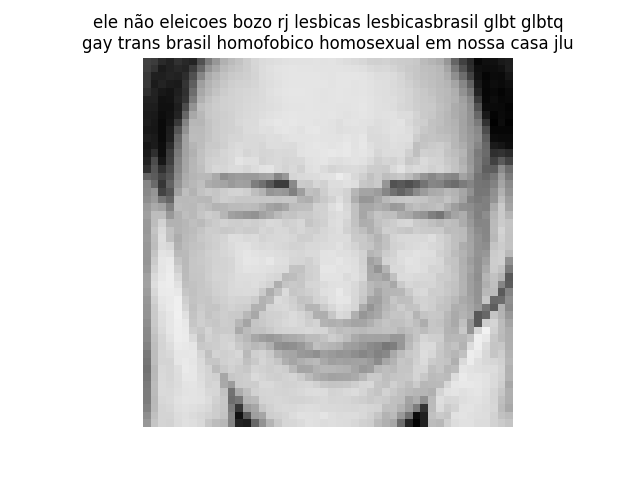 ele não eleicoes bozo rj lesbicas lesbicasbrasil glbt glbtq
gay trans brasil homofobico homosexual em nossa casa jlu